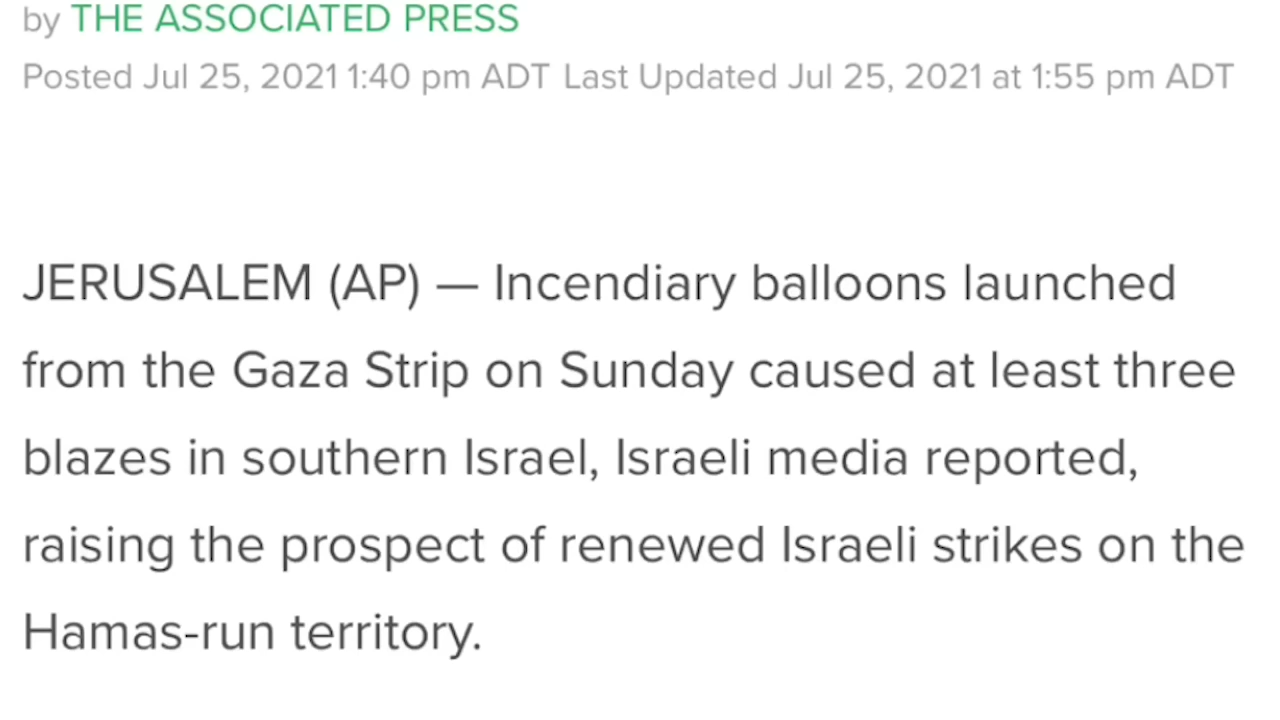 by THE ASSOCIATED PRESS
Posted Jul 25, 2021 1:40 pm ADT Last Updated Jul 25, 2021 at 1:55 pm ADT
JERUSALEM (AP) — Incendiary balloons launched
from the Gaza Strip on Sunday caused at least three
blazes in southern Israel, Israeli media reported,
raising the prospect of renewed Israeli strikes on the
Hamas-run territory.